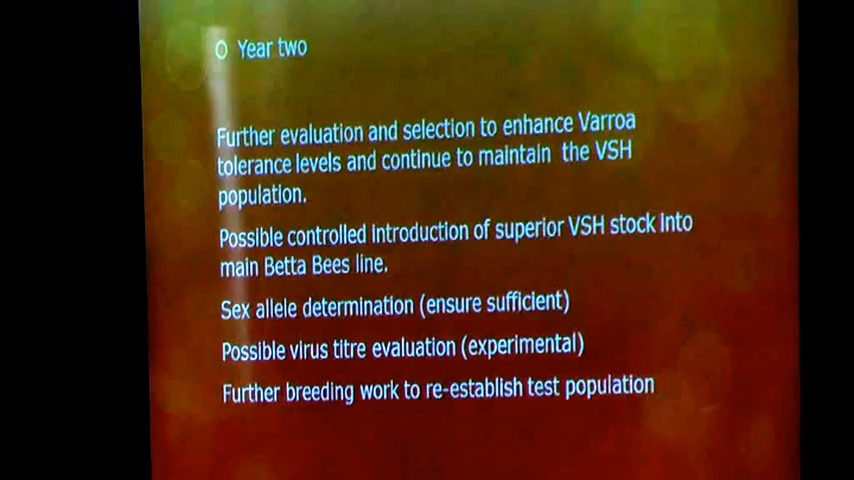 Year two
Further evaluation and selection to enhance Varroa
tolerance levels and continue to maintain the VSH
population.
Possible controlled introduction of superior VSH stock into
main Betta Bees line.
Sex allele determination (ensure sufficient)
Possible virus titre evaluation (experimental)
Further breeding work to re-establish test population